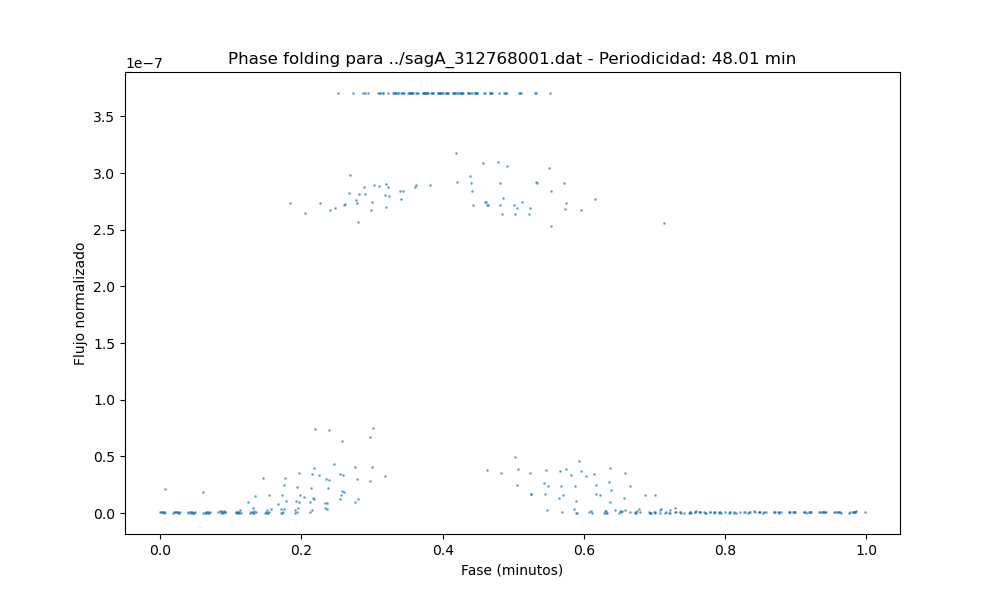 Phase folding para ../sagA_312768001.dat - Periodicidad: 48.01 min
1e−7
3.5
3.0
2.5
2.0
1.5
1.0
0.5
0.0
Flujo normalizado
0.0 0.2 0.4 0.6 0.8 1.0
Fase (minutos)